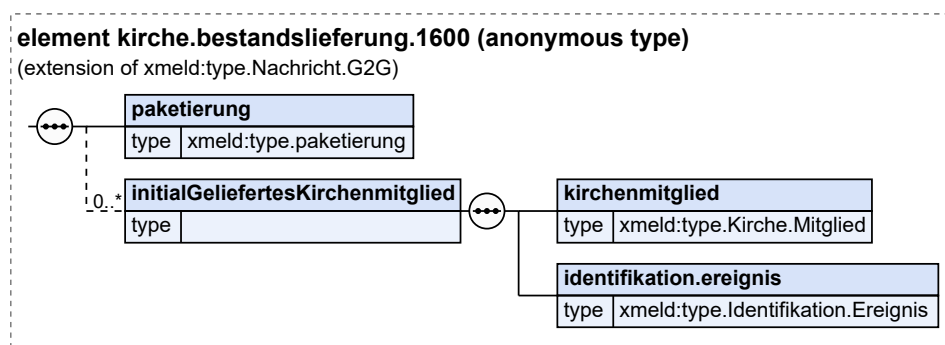 element kirche.bestandslieferung.1600 (anonymous type)
(extension of xmeld:type.Nachricht.G2G)
paketierung
type xmeld:type.paketierung
0..* initialGeliefertesKirchenmitglied
type
kirchenmitglied
type xmeld:type.Kirche.Mitglied
identifikation.ereignis
type xmeld:type.Identifikation.Ereignis